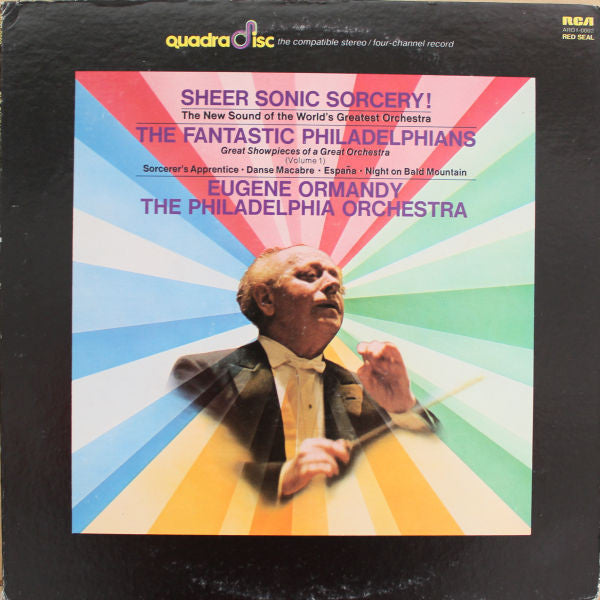 quadradisc the compatible stereo / four-channel record
RCA
ARD1-0002
RED SEAL
SHEER SONIC SORCERY!
The New Sound of the World's Greatest Orchestra
THE FANTASTIC PHILADELPHIANS
Great Showpieces of a Great Orchestra
(Volume 1)
Sorcerer's Apprentice • Danse Macabre • España • Night on Bald Mountain
EUGENE ORMANDY
THE PHILADELPHIA ORCHESTRA